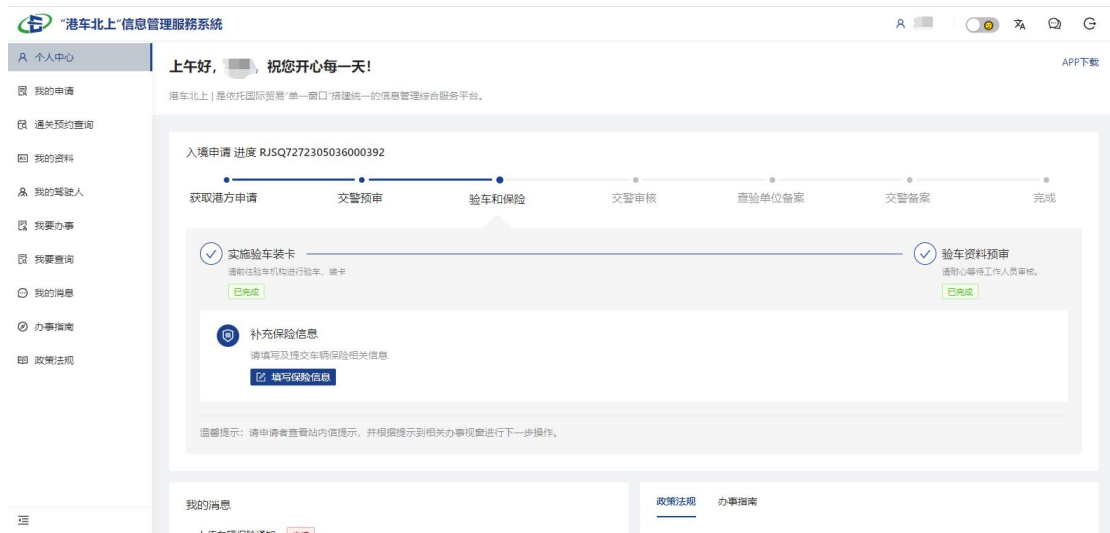 “港车北上”信息管理服務系統
个人中心
我的申请
通关预约查询
我的资料
我的驾驶人
我要办事
我要查询
我的消息
办事指南
政策法规
上午好, , 祝您开心每一天!
APP下载
港车北上 | 是依托国际贸易“单一窗口”搭建统一的信息管理综合服务平台。
入境申请 进度 RJSQ7272305036000392
获取港方申请 交警预审 验车和保险 交警审核 查验单位备案 交警备案 完成
实施验车装卡 验车资料预审
请前往验车机构进行验车、装卡 请耐心等待工作人员审核。
已完成 已完成
补充保险信息
请填写及提交车辆保险相关信息
填写保险信息
温馨提示：请申请者查看站内信提示，并根据提示到相关办事视窗进行下一步操作。
我的消息
政策法规 办事指南